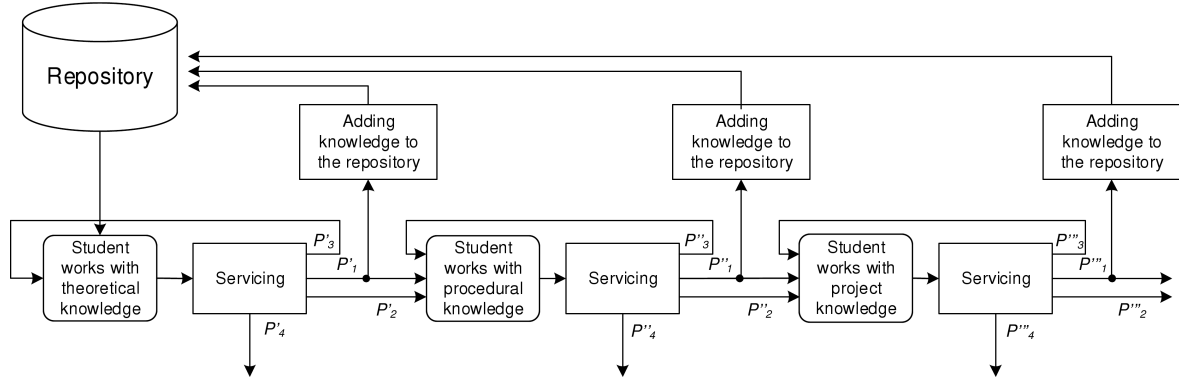 Repository
Adding
knowledge to
the repository
Adding
knowledge to
the repository
Adding
knowledge to
the repository
Student
works with
theoretical
knowledge
Servicing
P'3
P'1
P'2
P'4
Student
works with
procedural
knowledge
Servicing
P''3
P''1
P''2
P''4
Student
works with
project
knowledge
Servicing
P'''3
P'''1
P'''2
P'''4